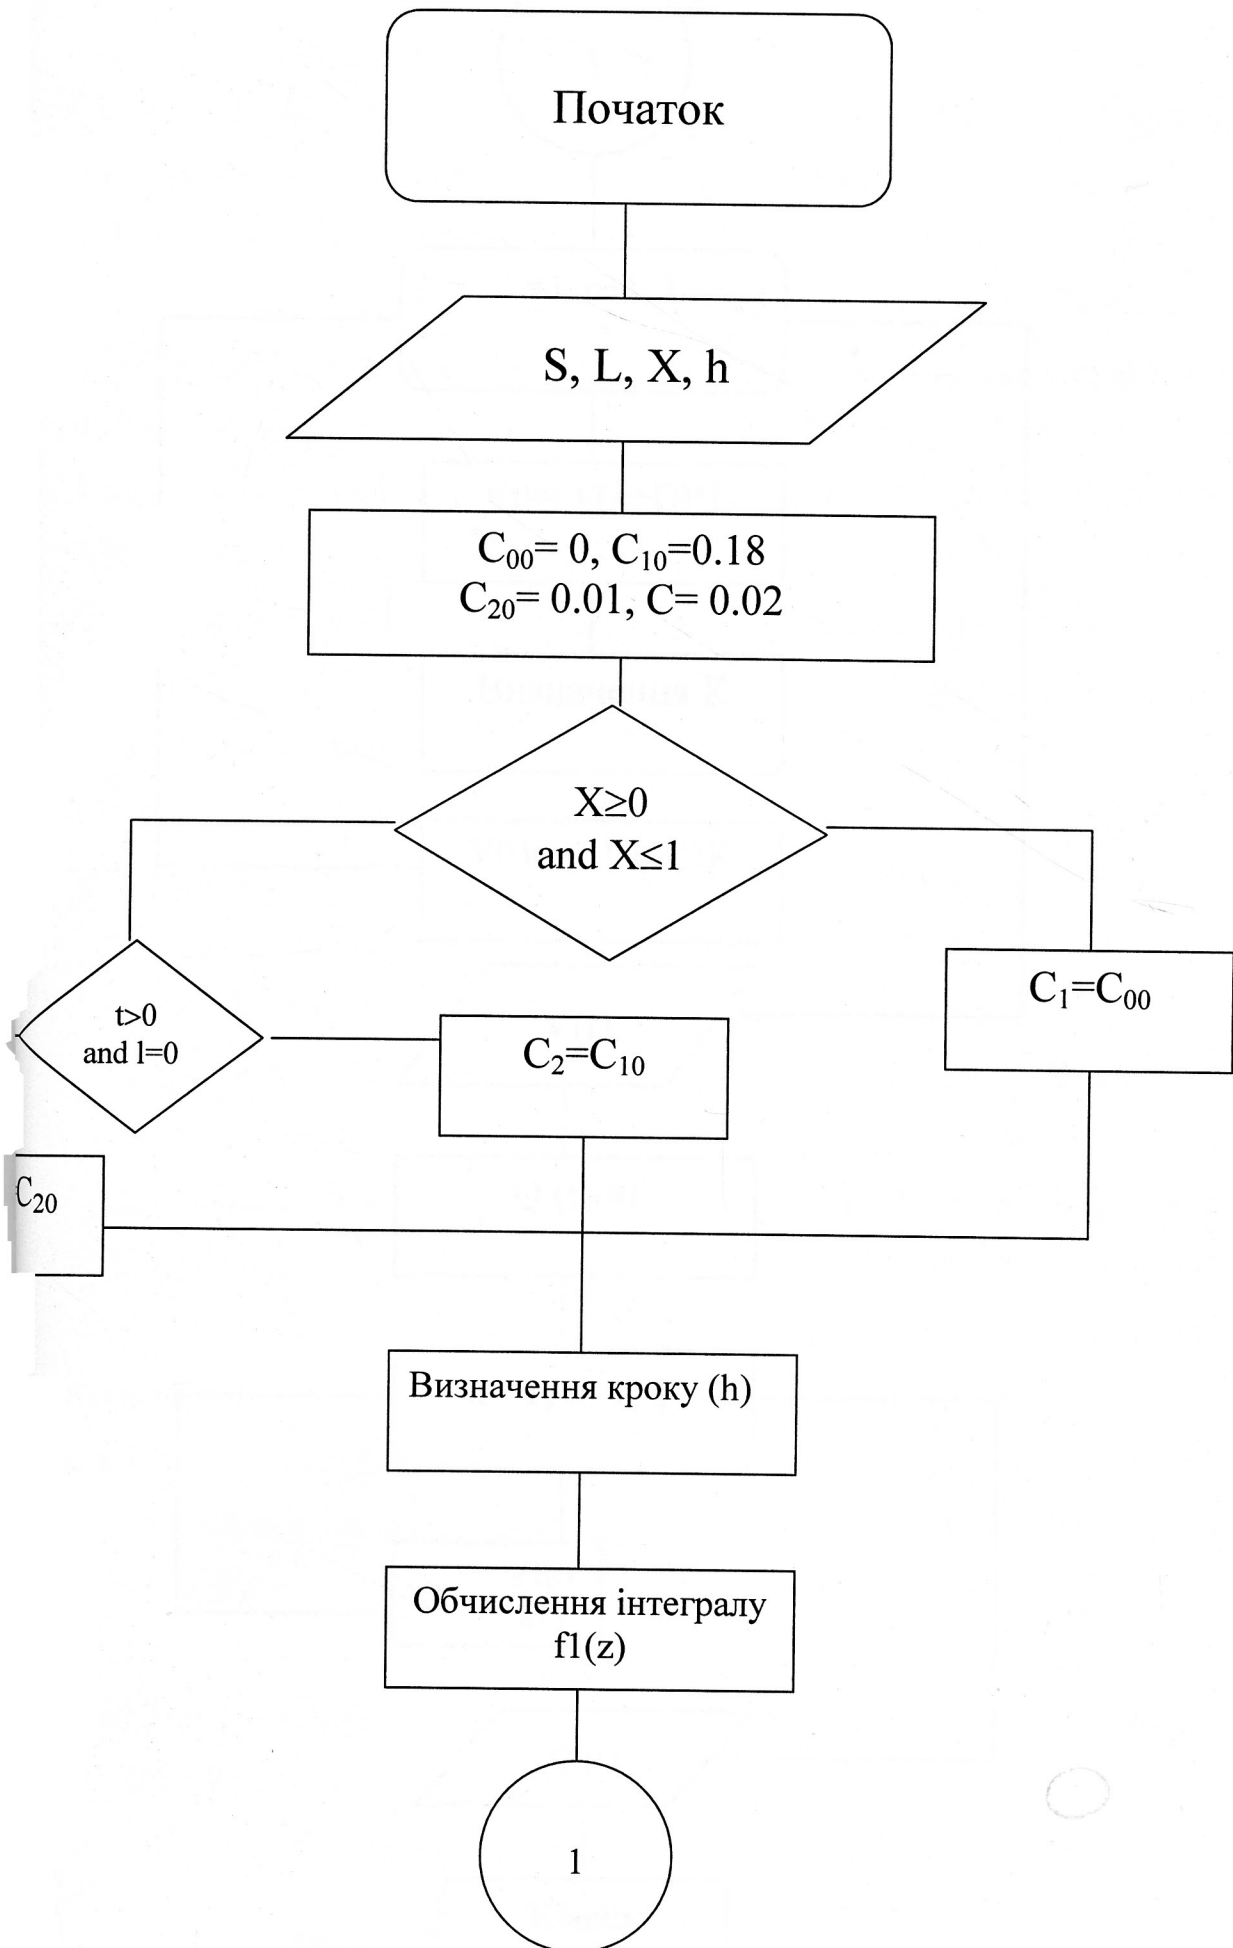 Початок
S, L, X, h
C₀₀= 0, C₁₀=0.18
C₂₀= 0.01, C= 0.02
X≥0
and X≤1
t>0
and l=0
C₂=C₁₀
C₁=C₀₀
C₂₀
Визначення кроку (h)
Обчислення інтегралу
f1(z)
1